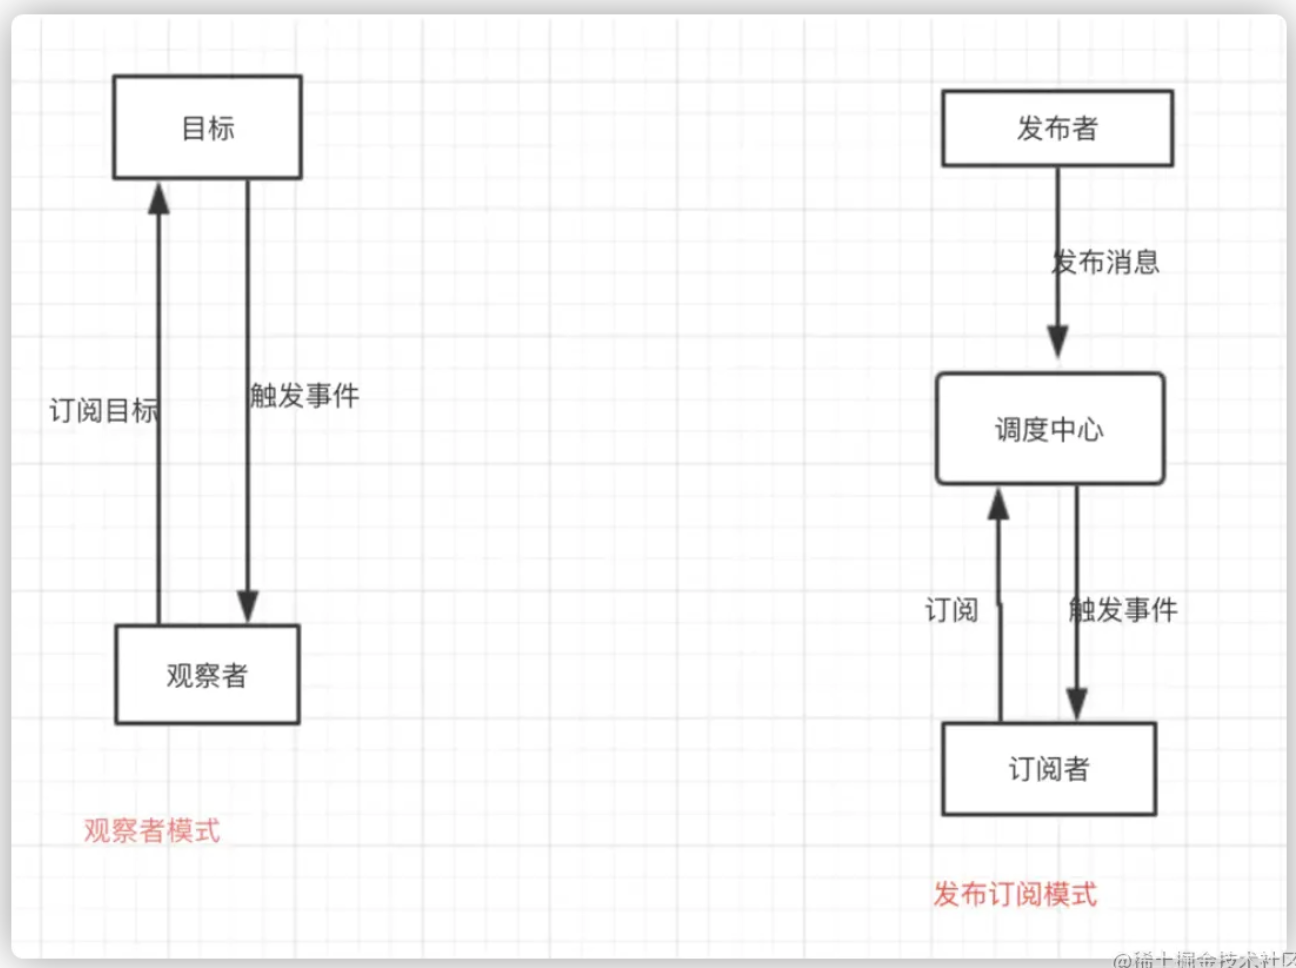 目标
订阅目标
触发事件
观察者
观察者模式
发布者
发布消息
调度中心
订阅
触发事件
订阅者
发布订阅模式
@稀土掘金技术社区